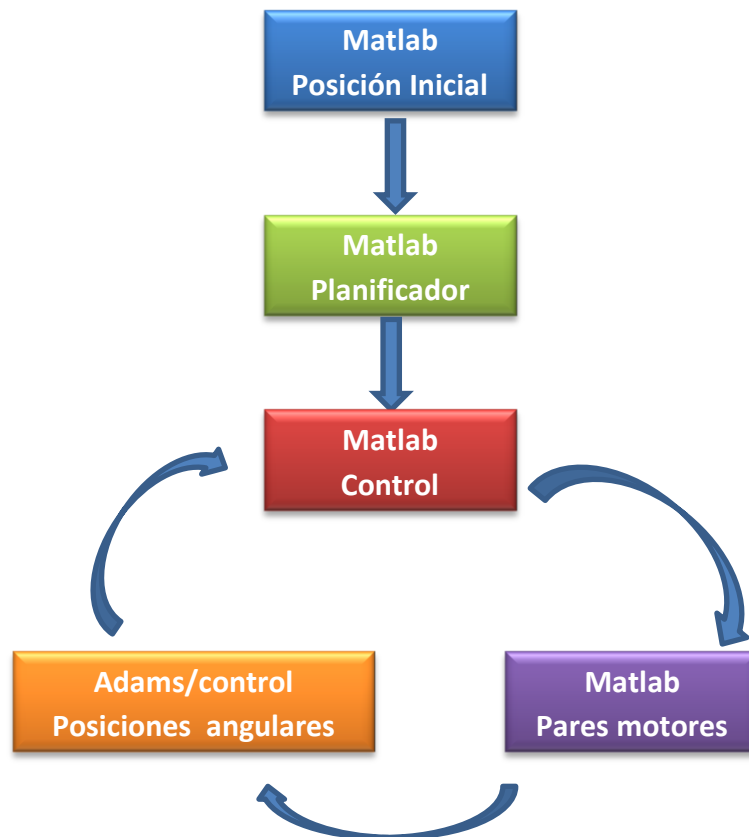 Matlab
Posición Inicial
Matlab
Planificador
Matlab
Control
Adams/control
Posiciones angulares
Matlab
Pares motores